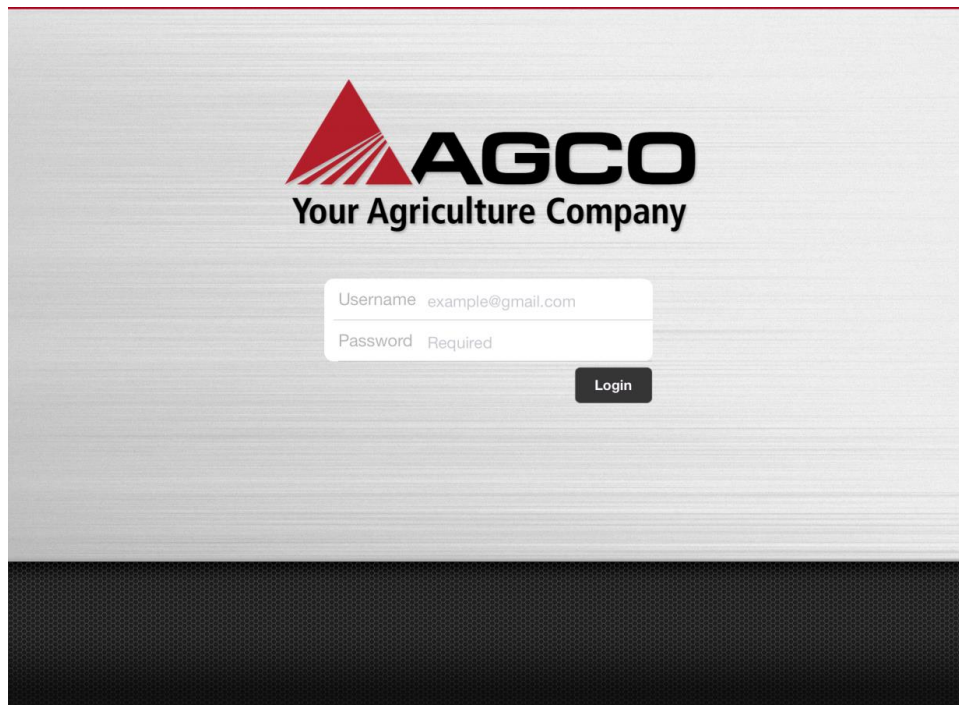 AGCO
Your Agriculture Company
Username example@gmail.com
Password Required
Login